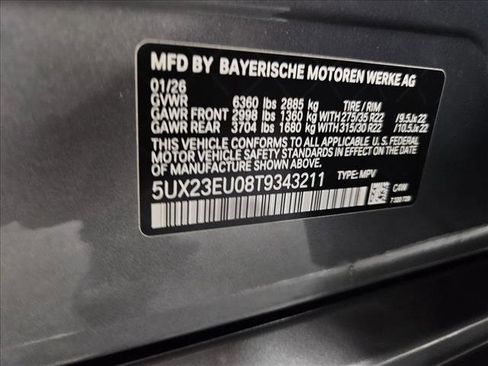 MFD BY BAYERISCHE MOTOREN WERKE AG
01/26
GVWR 6360 lbs 2885 kg TIRE / RIM
GAWR FRONT 2998 lbs 1360 kg WITH 275/35 R22 /9.5Jx22
GAWR REAR 3704 lbs 1680 kg WITH 315/30 R22 /10.5Jx22
THIS VEHICLE CONFORMS TO ALL APPLICABLE U.S. FEDERAL
MOTOR VEHICLE SAFETY STANDARDS IN EFFECT ON THE DATE
OF MANUFACTURE SHOWN ABOVE.
5UX23EU08T9343211 TYPE: MPV
C4W